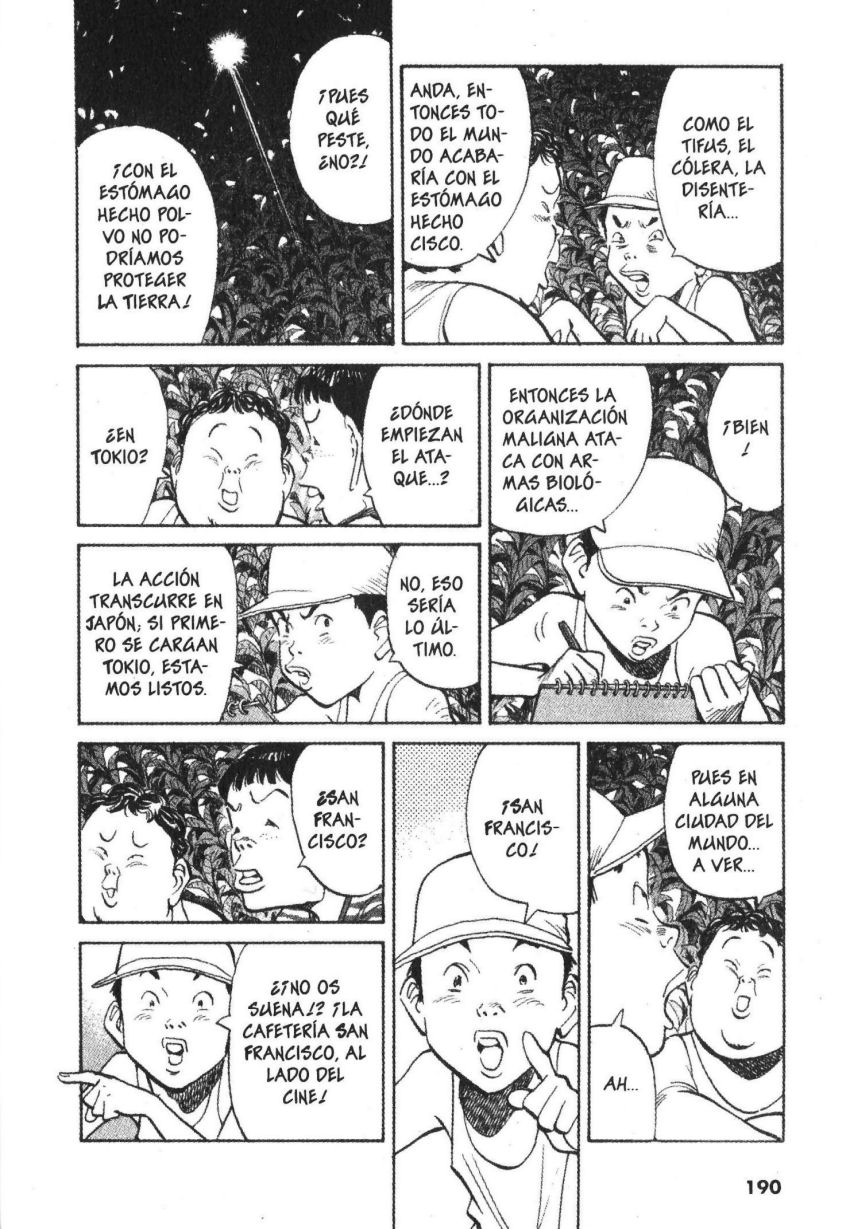 COMO EL
TIFUS, EL
CÓLERA, LA
DISENTE-
RÍA...
ANDA, EN-
TONCES TO-
DO EL MUN-
DO ACABA-
RÍA CON EL
ESTÓMAGO
HECHO
CISCO.
¡PUES
QUÉ
PESTE,
¿NO?!
¡CON EL
ESTÓMAGO
HECHO POL-
VO NO PO-
DRÍAMOS
PROTEGER
LA TIERRA!
¡BIEN
!
ENTONCES LA
ORGANIZACIÓN
MALIGNA ATA-
CA CON AR-
MAS BIOLÓ-
GICAS...
¿DÓNDE
EMPIEZAN
EL ATA-
QUE...?
¿EN
TOKIO?
NO, ESO
SERÍA
LO ÚL-
TIMO.
LA ACCIÓN
TRANSCURRE EN
JAPÓN; SI PRIME-
RO SE CARGAN
TOKIO, ESTA-
MOS LISTOS.
PUES EN
ALGUNA
CIUDAD DEL
MUNDO...
A VER...
AH...
¡SAN
FRANCIS-
CO!
¿SAN
FRAN-
CISCO?
¿¡NO OS
SUENA!? ¡LA
CAFETERÍA SAN
FRANCISCO, AL
LADO DEL
CINE!
190